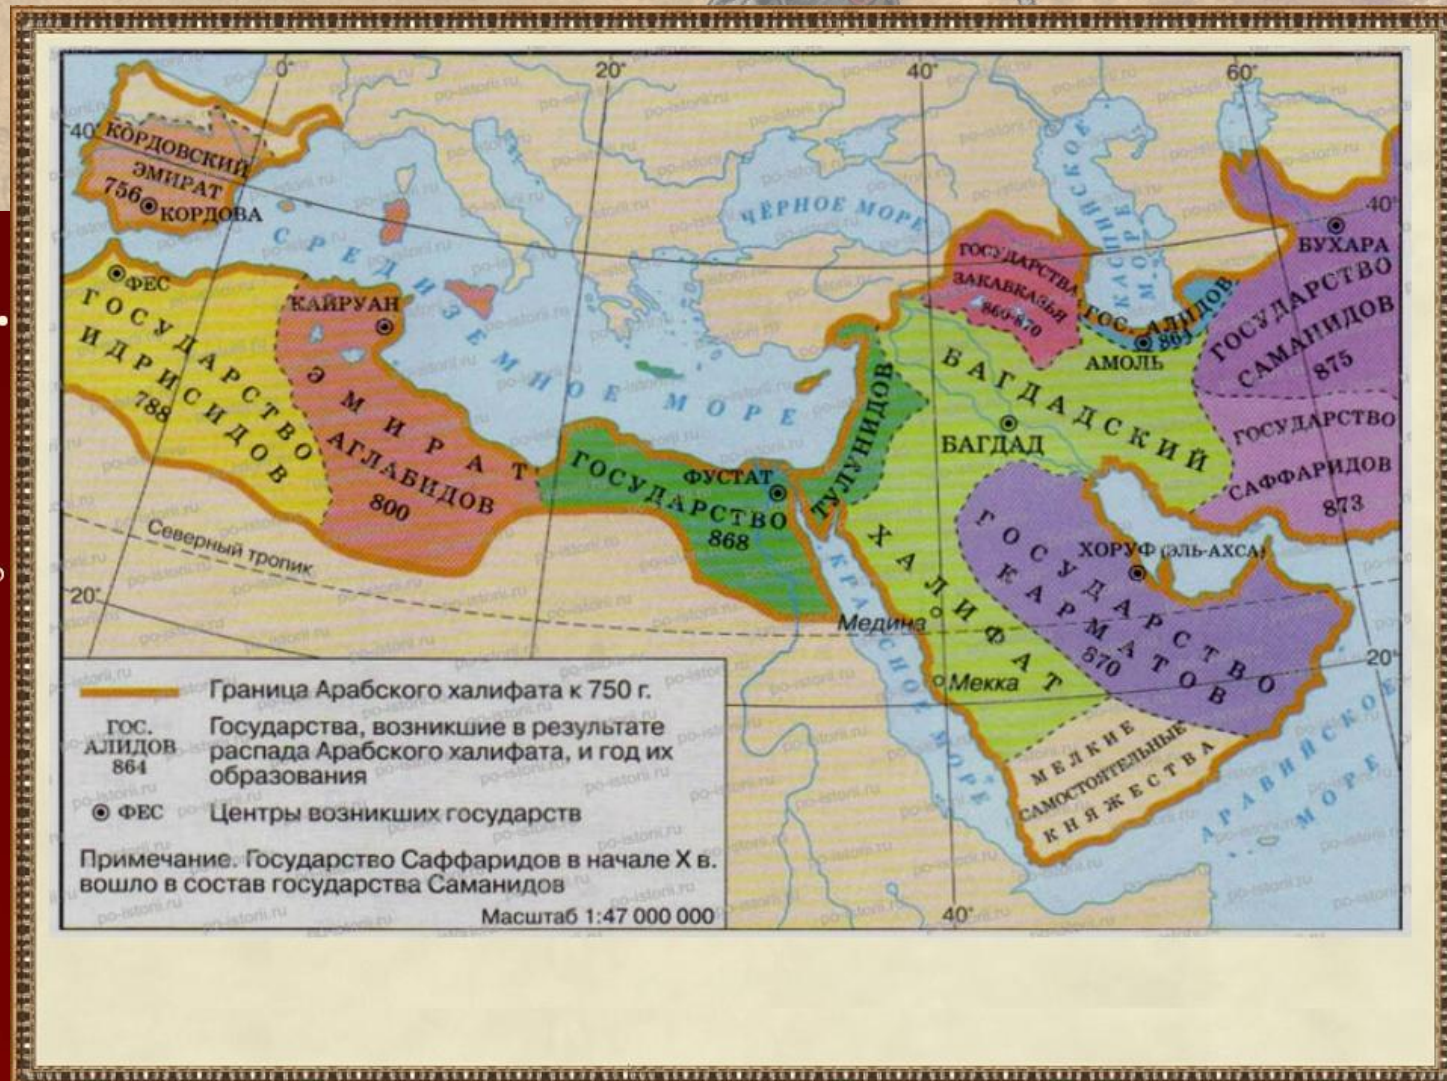 0°
20°
40°
60°
40°
КОРДОВСКИЙ
ЭМИРАТ
756
КОРДОВА
ФЕС
ГОСУДАРСТВО
ИДРИСИДОВ
788
КАЙРУАН
ЭМИРАТ
АГЛАБИДОВ
800
СРЕДИЗЕМНОЕ МОРЕ
ЧЁРНОЕ МОРЕ
КАСПИЙСКОЕ
МОРЕ
ГОСУДАРСТВА
ЗАКАВКАЗЬЯ
860-870
ГОС. АЛИДОВ
864
АМОЛЬ
40°
БУХАРА
ГОСУДАРСТВО
САМАНИДОВ
875
ГОСУДАРСТВО
САФФАРИДОВ
873
БАГДАДСКИЙ
БАГДАД
ХАЛИФАТ
ФУСТАТ
ГОСУДАРСТВО
868
ТУЛУНИДОВ
ХОРУФ (ЭЛЬ-АХСА)
ГОСУДАРСТВО
КАРМАТОВ
870
Северный тропик
20°
Медина
Мекка
КРАСНОЕ МОРЕ
20°
МЕЛКИЕ
САМОСТОЯТЕЛЬНЫЕ
КНЯЖЕСТВА
АРАВИЙСКОЕ
МОРЕ
40°
Граница Арабского халифата к 750 г.
ГОС.
АЛИДОВ
864
Государства, возникшие в результате
распада Арабского халифата, и год их
образования
ФЕС
Центры возникших государств
Примечание. Государство Саффаридов в начале X в.
вошло в состав государства Саманидов
Масштаб 1:47 000 000
po-istorii.ru